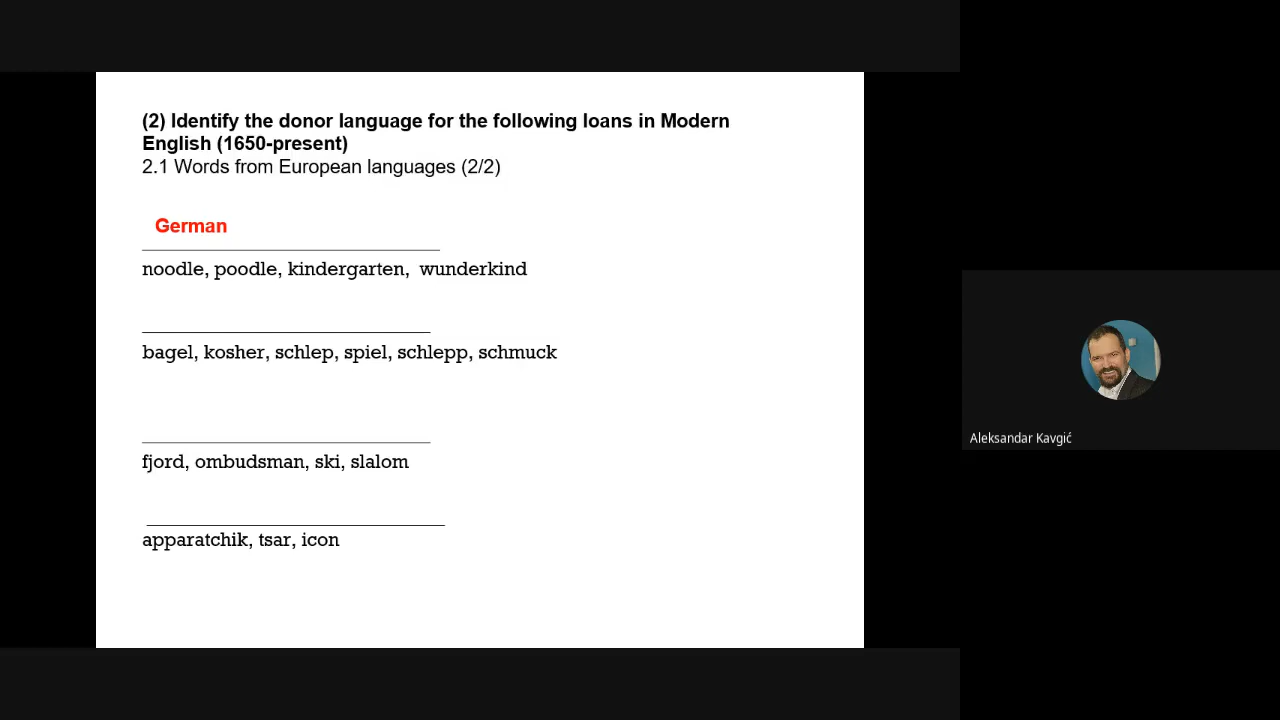 (2) Identify the donor language for the following loans in Modern
English (1650-present)
2.1 Words from European languages (2/2)
German
noodle, poodle, kindergarten, wunderkind
bagel, kosher, schlep, spiel, schlepp, schmuck
fjord, ombudsman, ski, slalom
apparatchik, tsar, icon
Aleksandar Kavgić